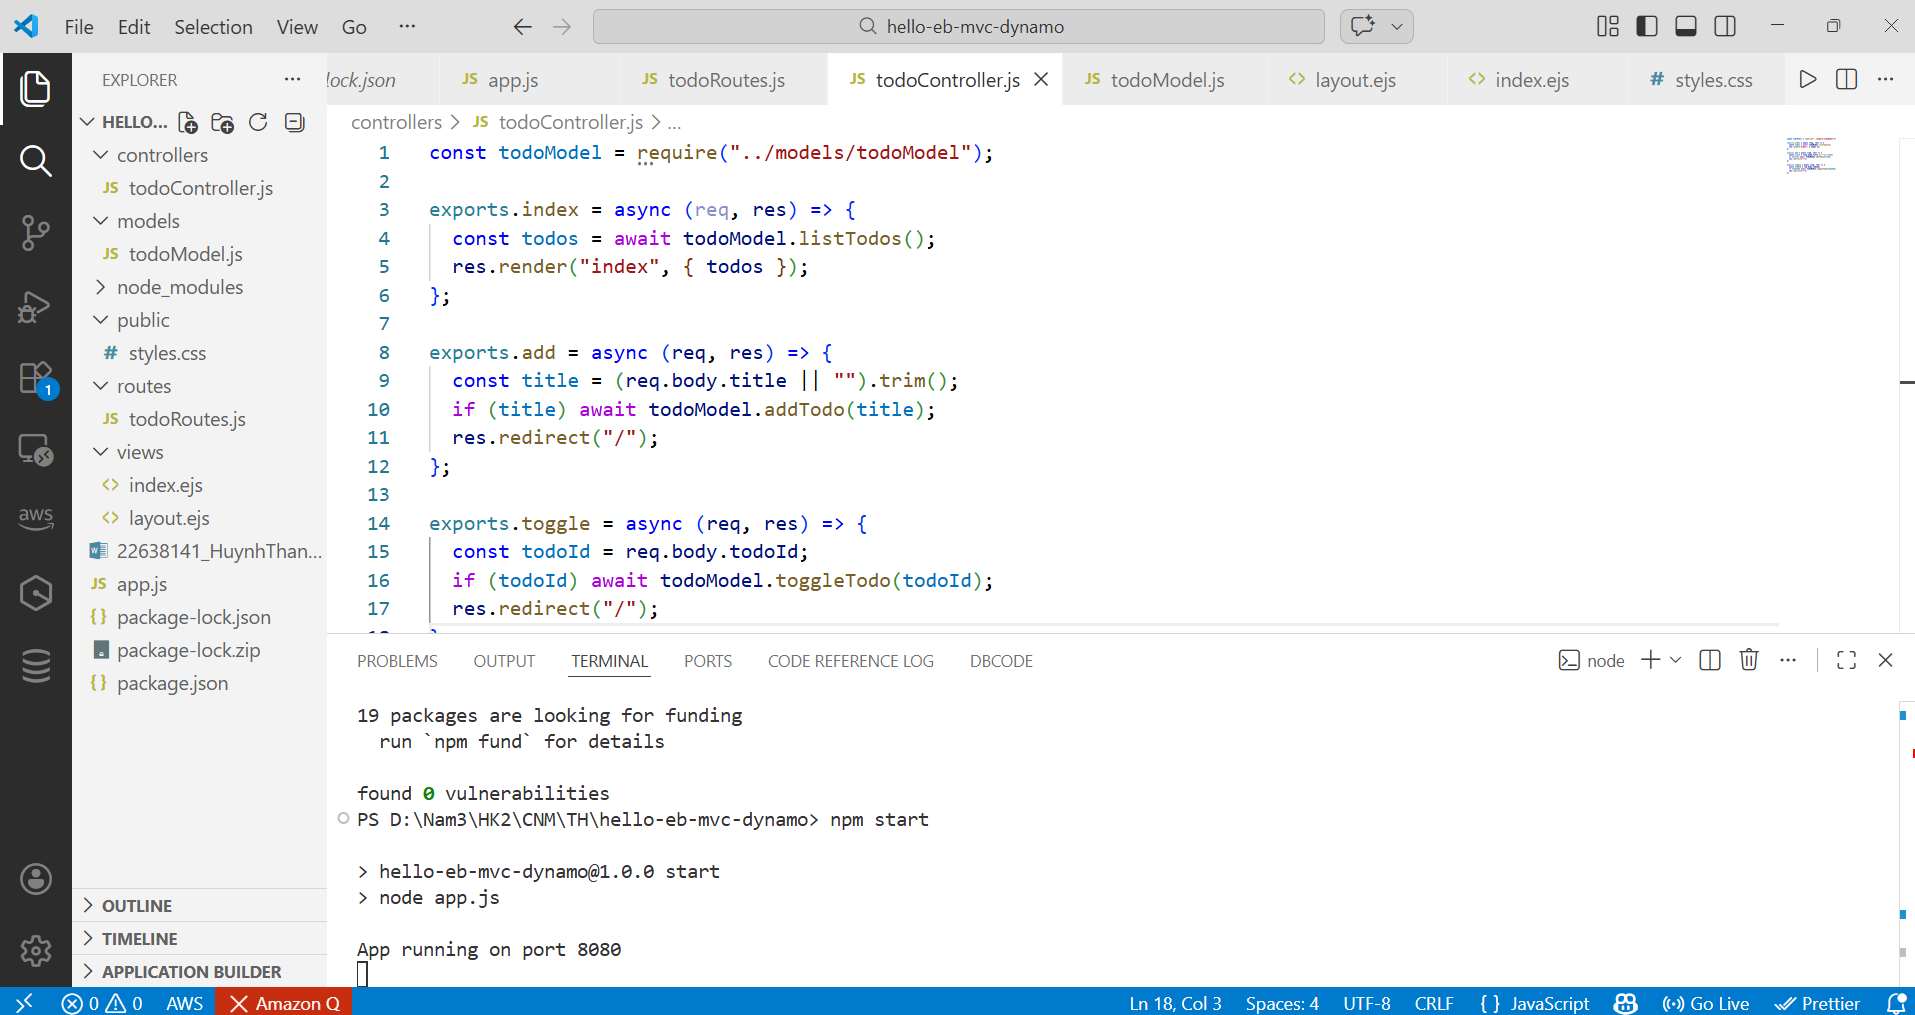 File Edit Selection View Go ···
hello-eb-mvc-dynamo
EXPLORER
HELLO...
controllers
JS todoController.js
models
JS todoModel.js
node_modules
public
# styles.css
routes
JS todoRoutes.js
views
<> index.ejs
<> layout.ejs
22638141_HuynhThan...
JS app.js
{} package-lock.json
package-lock.zip
{} package.json
OUTLINE
TIMELINE
APPLICATION BUILDER
aws
1
lock.json
JS app.js
JS todoRoutes.js
JS todoController.js
JS todoModel.js
<> layout.ejs
<> index.ejs
# styles.css
controllers > JS todoController.js > ...
1 const todoModel = require("../models/todoModel");
2
3 exports.index = async (req, res) => {
4 const todos = await todoModel.listTodos();
5 res.render("index", { todos });
6 };
7
8 exports.add = async (req, res) => {
9 const title = (req.body.title || "").trim();
10 if (title) await todoModel.addTodo(title);
11 res.redirect("/");
12 };
13
14 exports.toggle = async (req, res) => {
15 const todoId = req.body.todoId;
16 if (todoId) await todoModel.toggleTodo(todoId);
17 res.redirect("/");
PROBLEMS OUTPUT TERMINAL PORTS CODE REFERENCE LOG DBCODE
node
19 packages are looking for funding
run `npm fund` for details
found 0 vulnerabilities
PS D:\Nam3\HK2\CNM\TH\hello-eb-mvc-dynamo> npm start
> hello-eb-mvc-dynamo@1.0.0 start
> node app.js
App running on port 8080
0 0 AWS Amazon Q Ln 18, Col 3 Spaces: 4 UTF-8 CRLF {} JavaScript Go Live Prettier